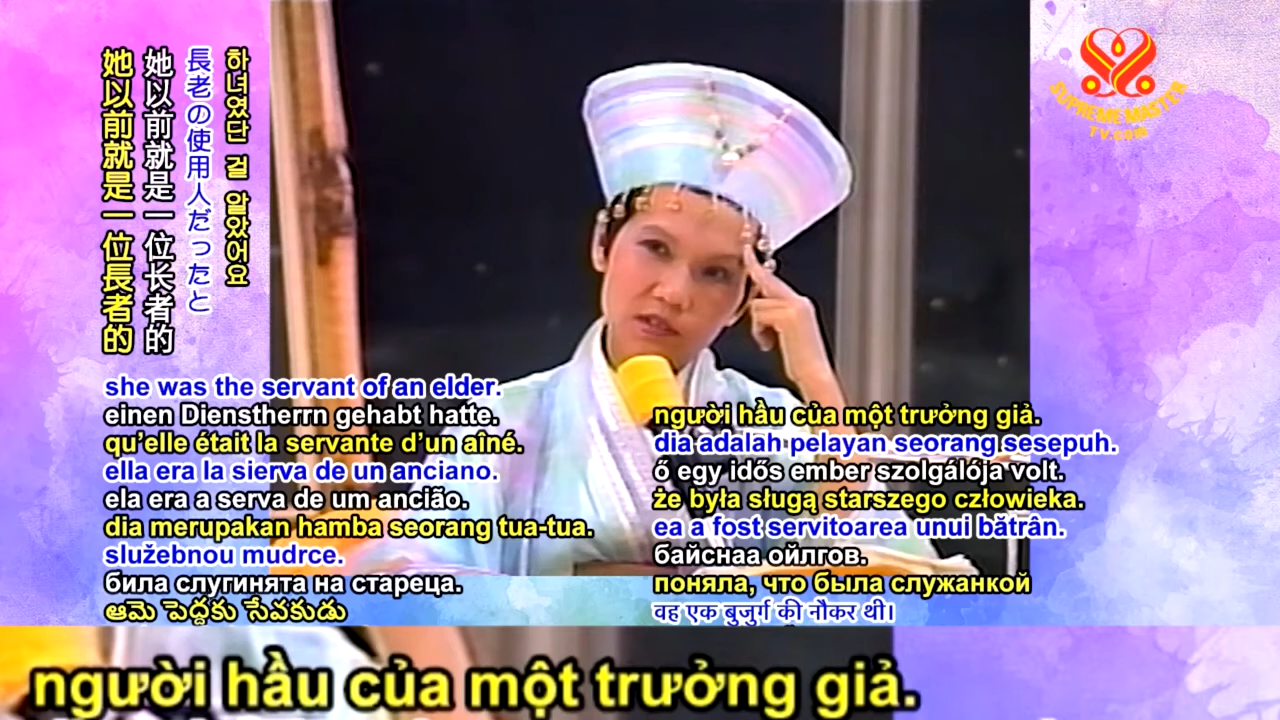 하녀였단 걸 알았어요
長老の使用人だったと
她以前就是一位长者的
她以前就是一位長者的
SUPREME MASTER
TV.COM
she was the servant of an elder.
einen Dienstherrn gehabt hatte.
qu'elle était la servante d'un aîné.
ella era la sierva de un anciano.
ela era a serva de um ancião.
dia merupakan hamba seorang tua-tua.
služebnou mudrce.
била слугинята на стареца.
ఆమె పెద్దకు సేవకుడు
người hầu của một trưởng giả.
dia adalah pelayan seorang sesepuh.
ő egy idős ember szolgálója volt.
że była sługą starszego człowieka.
ea a fost servitoarea unui bătrân.
байснаа ойлгов.
поняла, что была служанкой
वह एक बुजुर्ग की नौकर थी।
người hầu của một trưởng giả.